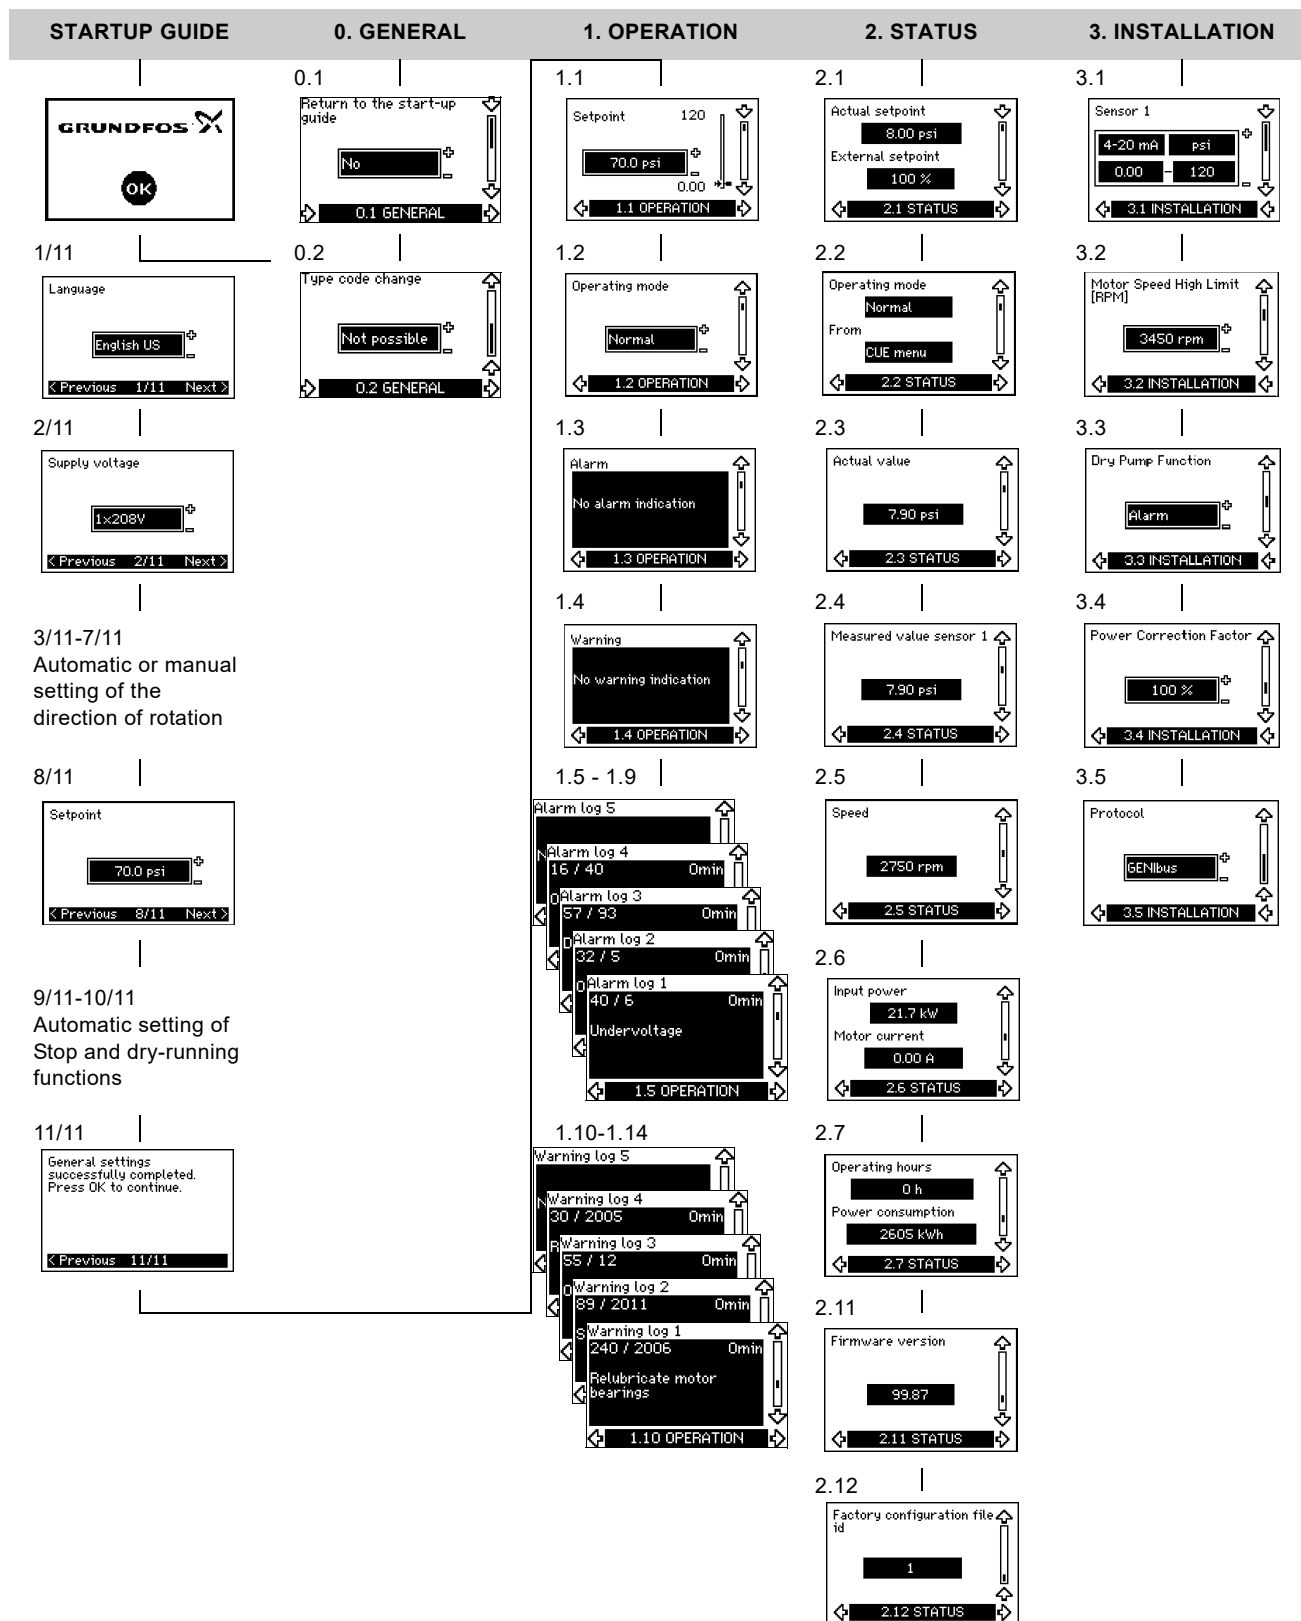 STARTUP GUIDE
GRUNDFOS
OK
1/11
Language
English US
< Previous 1/11 Next >
2/11
Supply voltage
1x208V
< Previous 2/11 Next >
3/11-7/11
Automatic or manual
setting of the
direction of rotation
8/11
Setpoint
70.0 psi
< Previous 8/11 Next >
9/11-10/11
Automatic setting of
Stop and dry-running
functions
11/11
General settings
successfully completed.
Press OK to continue.
< Previous 11/11
0. GENERAL
0.1
Return to the start-up
guide
No
0.1 GENERAL
0.2
Type code change
Not possible
0.2 GENERAL
1. OPERATION
1.1
Setpoint 120
70.0 psi
0.00
1.1 OPERATION
1.2
Operating mode
Normal
1.2 OPERATION
1.3
Alarm
No alarm indication
1.3 OPERATION
1.4
Warning
No warning indication
1.4 OPERATION
1.5 - 1.9
Alarm log 5
N
Alarm log 4
16 / 40 0min
0
Alarm log 3
57 / 93 0min
Alarm log 2
32 / 5 0min
Alarm log 1
40 / 6 0min
Undervoltage
1.5 OPERATION
1.10-1.14
Warning log 5
N
Warning log 4
30 / 2005 0min
R
Warning log 3
55 / 12 0min
Warning log 2
89 / 2011 0min
S
Warning log 1
240 / 2006 0min
Relubricate motor
bearings
1.10 OPERATION
2. STATUS
2.1
Actual setpoint
8.00 psi
External setpoint
100 %
2.1 STATUS
2.2
Operating mode
Normal
From
CUE menu
2.2 STATUS
2.3
Actual value
7.90 psi
2.3 STATUS
2.4
Measured value sensor 1
7.90 psi
2.4 STATUS
2.5
Speed
2750 rpm
2.5 STATUS
2.6
Input power
21.7 kW
Motor current
0.00 A
2.6 STATUS
2.7
Operating hours
0 h
Power consumption
2605 kWh
2.7 STATUS
2.11
Firmware version
99.87
2.11 STATUS
2.12
Factory configuration file
id
1
2.12 STATUS
3. INSTALLATION
3.1
Sensor 1
4-20 mA psi
0.00 - 120
3.1 INSTALLATION
3.2
Motor Speed High Limit
[RPM]
3450 rpm
3.2 INSTALLATION
3.3
Dry Pump Function
Alarm
3.3 INSTALLATION
3.4
Power Correction Factor
100 %
3.4 INSTALLATION
3.5
Protocol
GENIbus
3.5 INSTALLATION